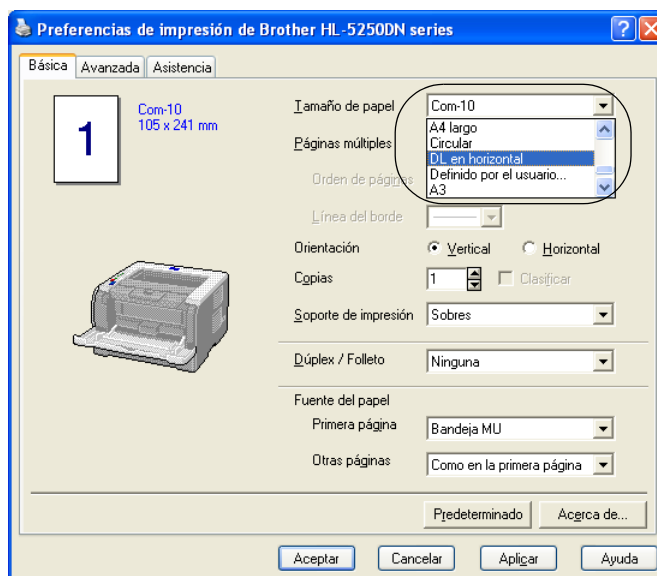 Preferencias de impresión de Brother HL-5250DN series
Básica Avanzada Asistencia
1
Com-10
105 x 241 mm
Tamaño de papel Com-10
A4 largo
Circular
DL en horizontal
Definido por el usuario...
A3
Páginas múltiples
Orden de páginas
Línea del borde
Orientación Vertical Horizontal
Copias 1 Clasificar
Soporte de impresión Sobres
Dúplex / Folleto Ninguna
Fuente del papel
Primera página Bandeja MU
Otras páginas Como en la primera página
Predeterminado Acerca de...
Aceptar Cancelar Aplicar Ayuda